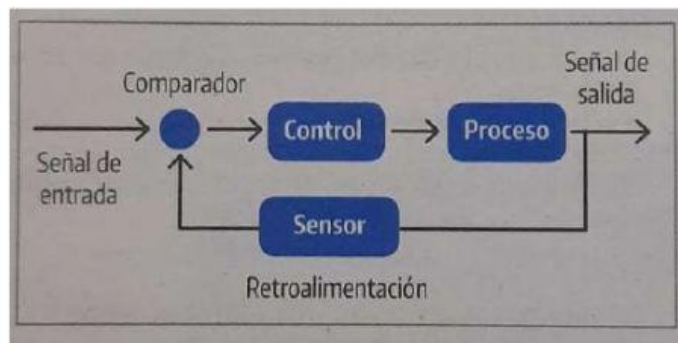 Comparador
Señal de
salida
Control
Proceso
Señal de
entrada
Sensor
Retroalimentación